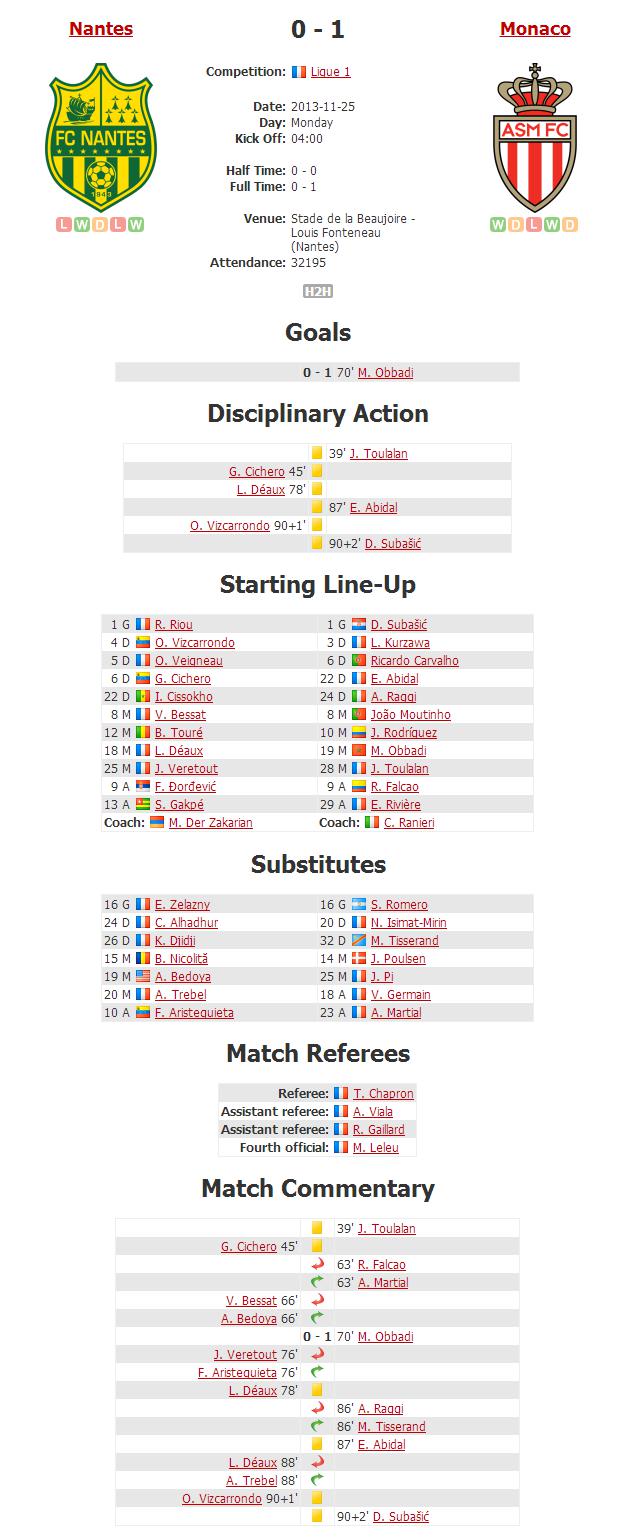 Nantes 0 - 1 Monaco
FC NANTES
1943
ASM FC
Competition: Ligue 1
Date: 2013-11-25
Day: Monday
Kick Off: 04:00
Half Time: 0 - 0
Full Time: 0 - 1
Venue: Stade de la Beaujoire -
Louis Fonteneau
(Nantes)
Attendance: 32195
L W D L W
W D L W D
H2H
Goals
0 - 1 70' M. Obbadi
Disciplinary Action
39' J. Toulalan
G. Cichero 45'
L. Déaux 78'
87' E. Abidal
O. Vizcarrondo 90+1'
90+2' D. Subašić
Starting Line-Up
1 G R. Riou 1 G D. Subašić
4 D O. Vizcarrondo 3 D L. Kurzawa
5 D O. Veigneau 6 D Ricardo Carvalho
6 D G. Cichero 22 D E. Abidal
22 D I. Cissokho 24 D A. Raggi
8 M V. Bessat 8 M João Moutinho
12 M B. Touré 10 M J. Rodríguez
18 M L. Déaux 19 M M. Obbadi
25 M J. Veretout 28 M J. Toulalan
9 A F. Đorđević 9 A R. Falcao
13 A S. Gakpé 29 A E. Rivière
Coach: M. Der Zakarian Coach: C. Ranieri
Substitutes
16 G E. Zelazny 16 G S. Romero
24 D C. Alhadhur 20 D N. Isimat-Mirin
26 D K. Djidji 32 D M. Tisserand
15 M B. Nicoliță 14 M J. Poulsen
19 M A. Bedoya 25 M J. Pi
20 M A. Trebel 18 A V. Germain
10 A F. Aristeguieta 23 A A. Martial
Match Referees
Referee: T. Chapron
Assistant referee: A. Viala
Assistant referee: R. Gaillard
Fourth official: M. Leleu
Match Commentary
39' J. Toulalan
G. Cichero 45'
63' R. Falcao
63' A. Martial
V. Bessat 66'
A. Bedoya 66'
0 - 1 70' M. Obbadi
J. Veretout 76'
F. Aristeguieta 76'
L. Déaux 78'
86' A. Raggi
86' M. Tisserand
87' E. Abidal
L. Déaux 88'
A. Trebel 88'
O. Vizcarrondo 90+1'
90+2' D. Subašić